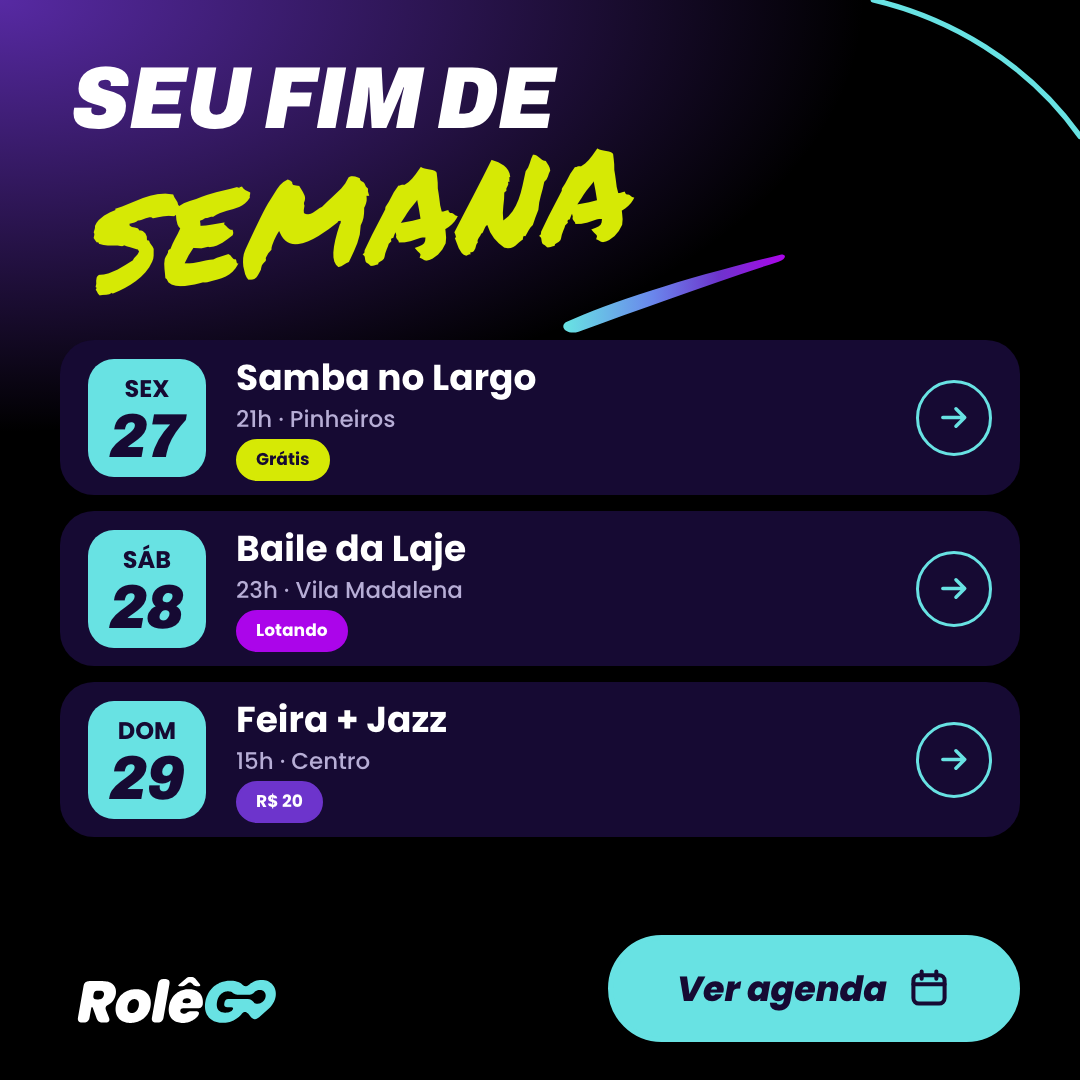 SEU FIM DE
SEMANA
SEX
27
Samba no Largo
21h · Pinheiros
Grátis
SÁB
28
Baile da Laje
23h · Vila Madalena
Lotando
DOM
29
Feira + Jazz
15h · Centro
R$ 20
RolêGO
Ver agenda